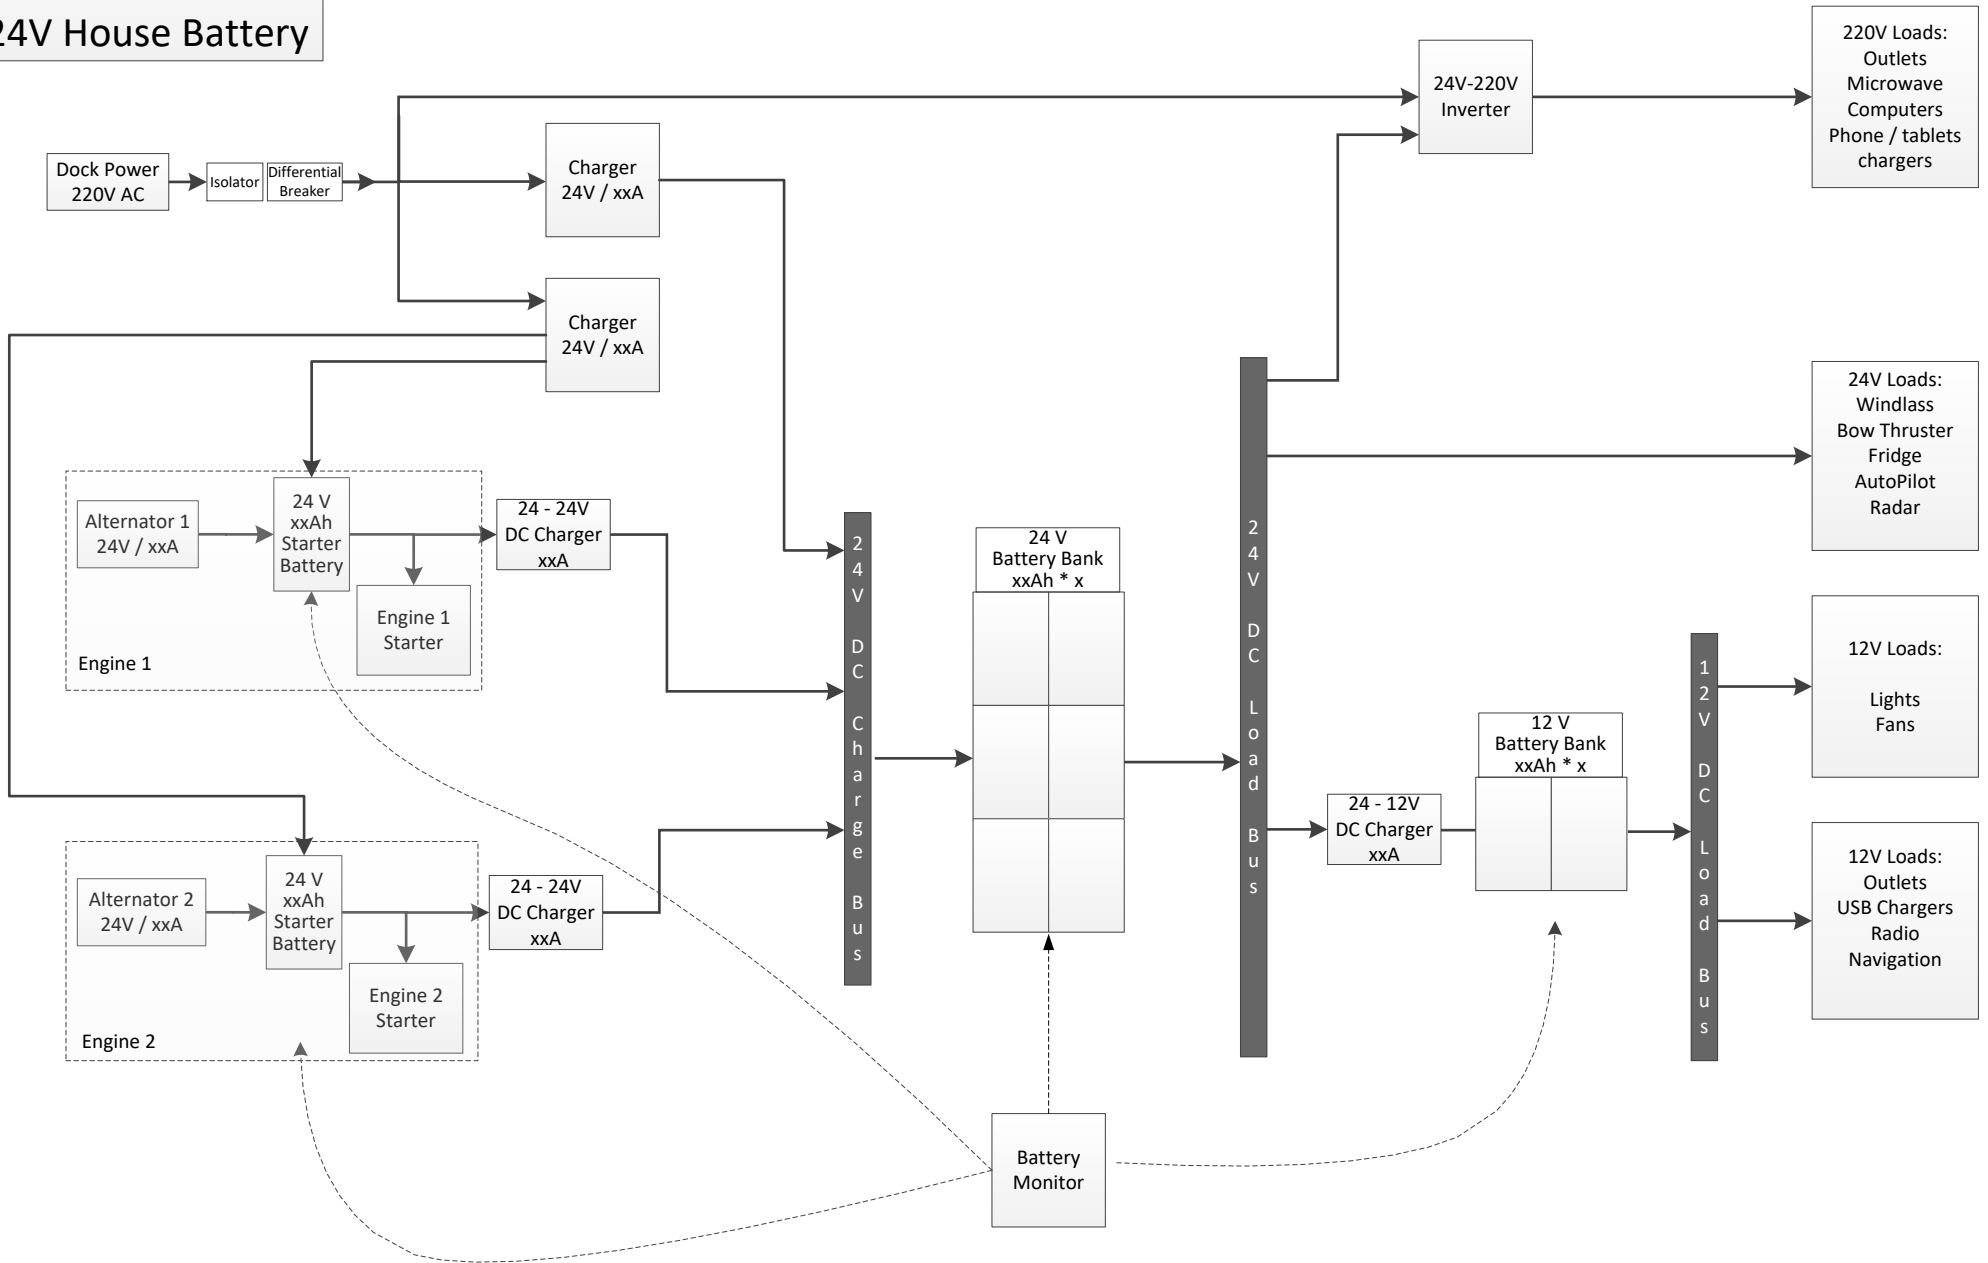 24V House Battery
220V Loads:
Outlets
Microwave
Computers
Phone / tablets
chargers
24V-220V
Inverter
Dock Power
220V AC
Isolator
Differential
Breaker
Charger
24V / xxA
Charger
24V / xxA
24V Loads:
Windlass
Bow Thruster
Fridge
AutoPilot
Radar
Alternator 1
24V / xxA
24 V
xxAh
Starter
Battery
Engine 1
Starter
Engine 1
24 - 24V
DC Charger
xxA
24V DC Charge Bus
24 V
Battery Bank
xxAh * x
24V DC Load Bus
12V Loads:
Lights
Fans
12 V
Battery Bank
xxAh * x
24 - 12V
DC Charger
xxA
12V DC Load Bus
12V Loads:
Outlets
USB Chargers
Radio
Navigation
Alternator 2
24V / xxA
24 V
xxAh
Starter
Battery
Engine 2
Starter
Engine 2
24 - 24V
DC Charger
xxA
Battery
Monitor